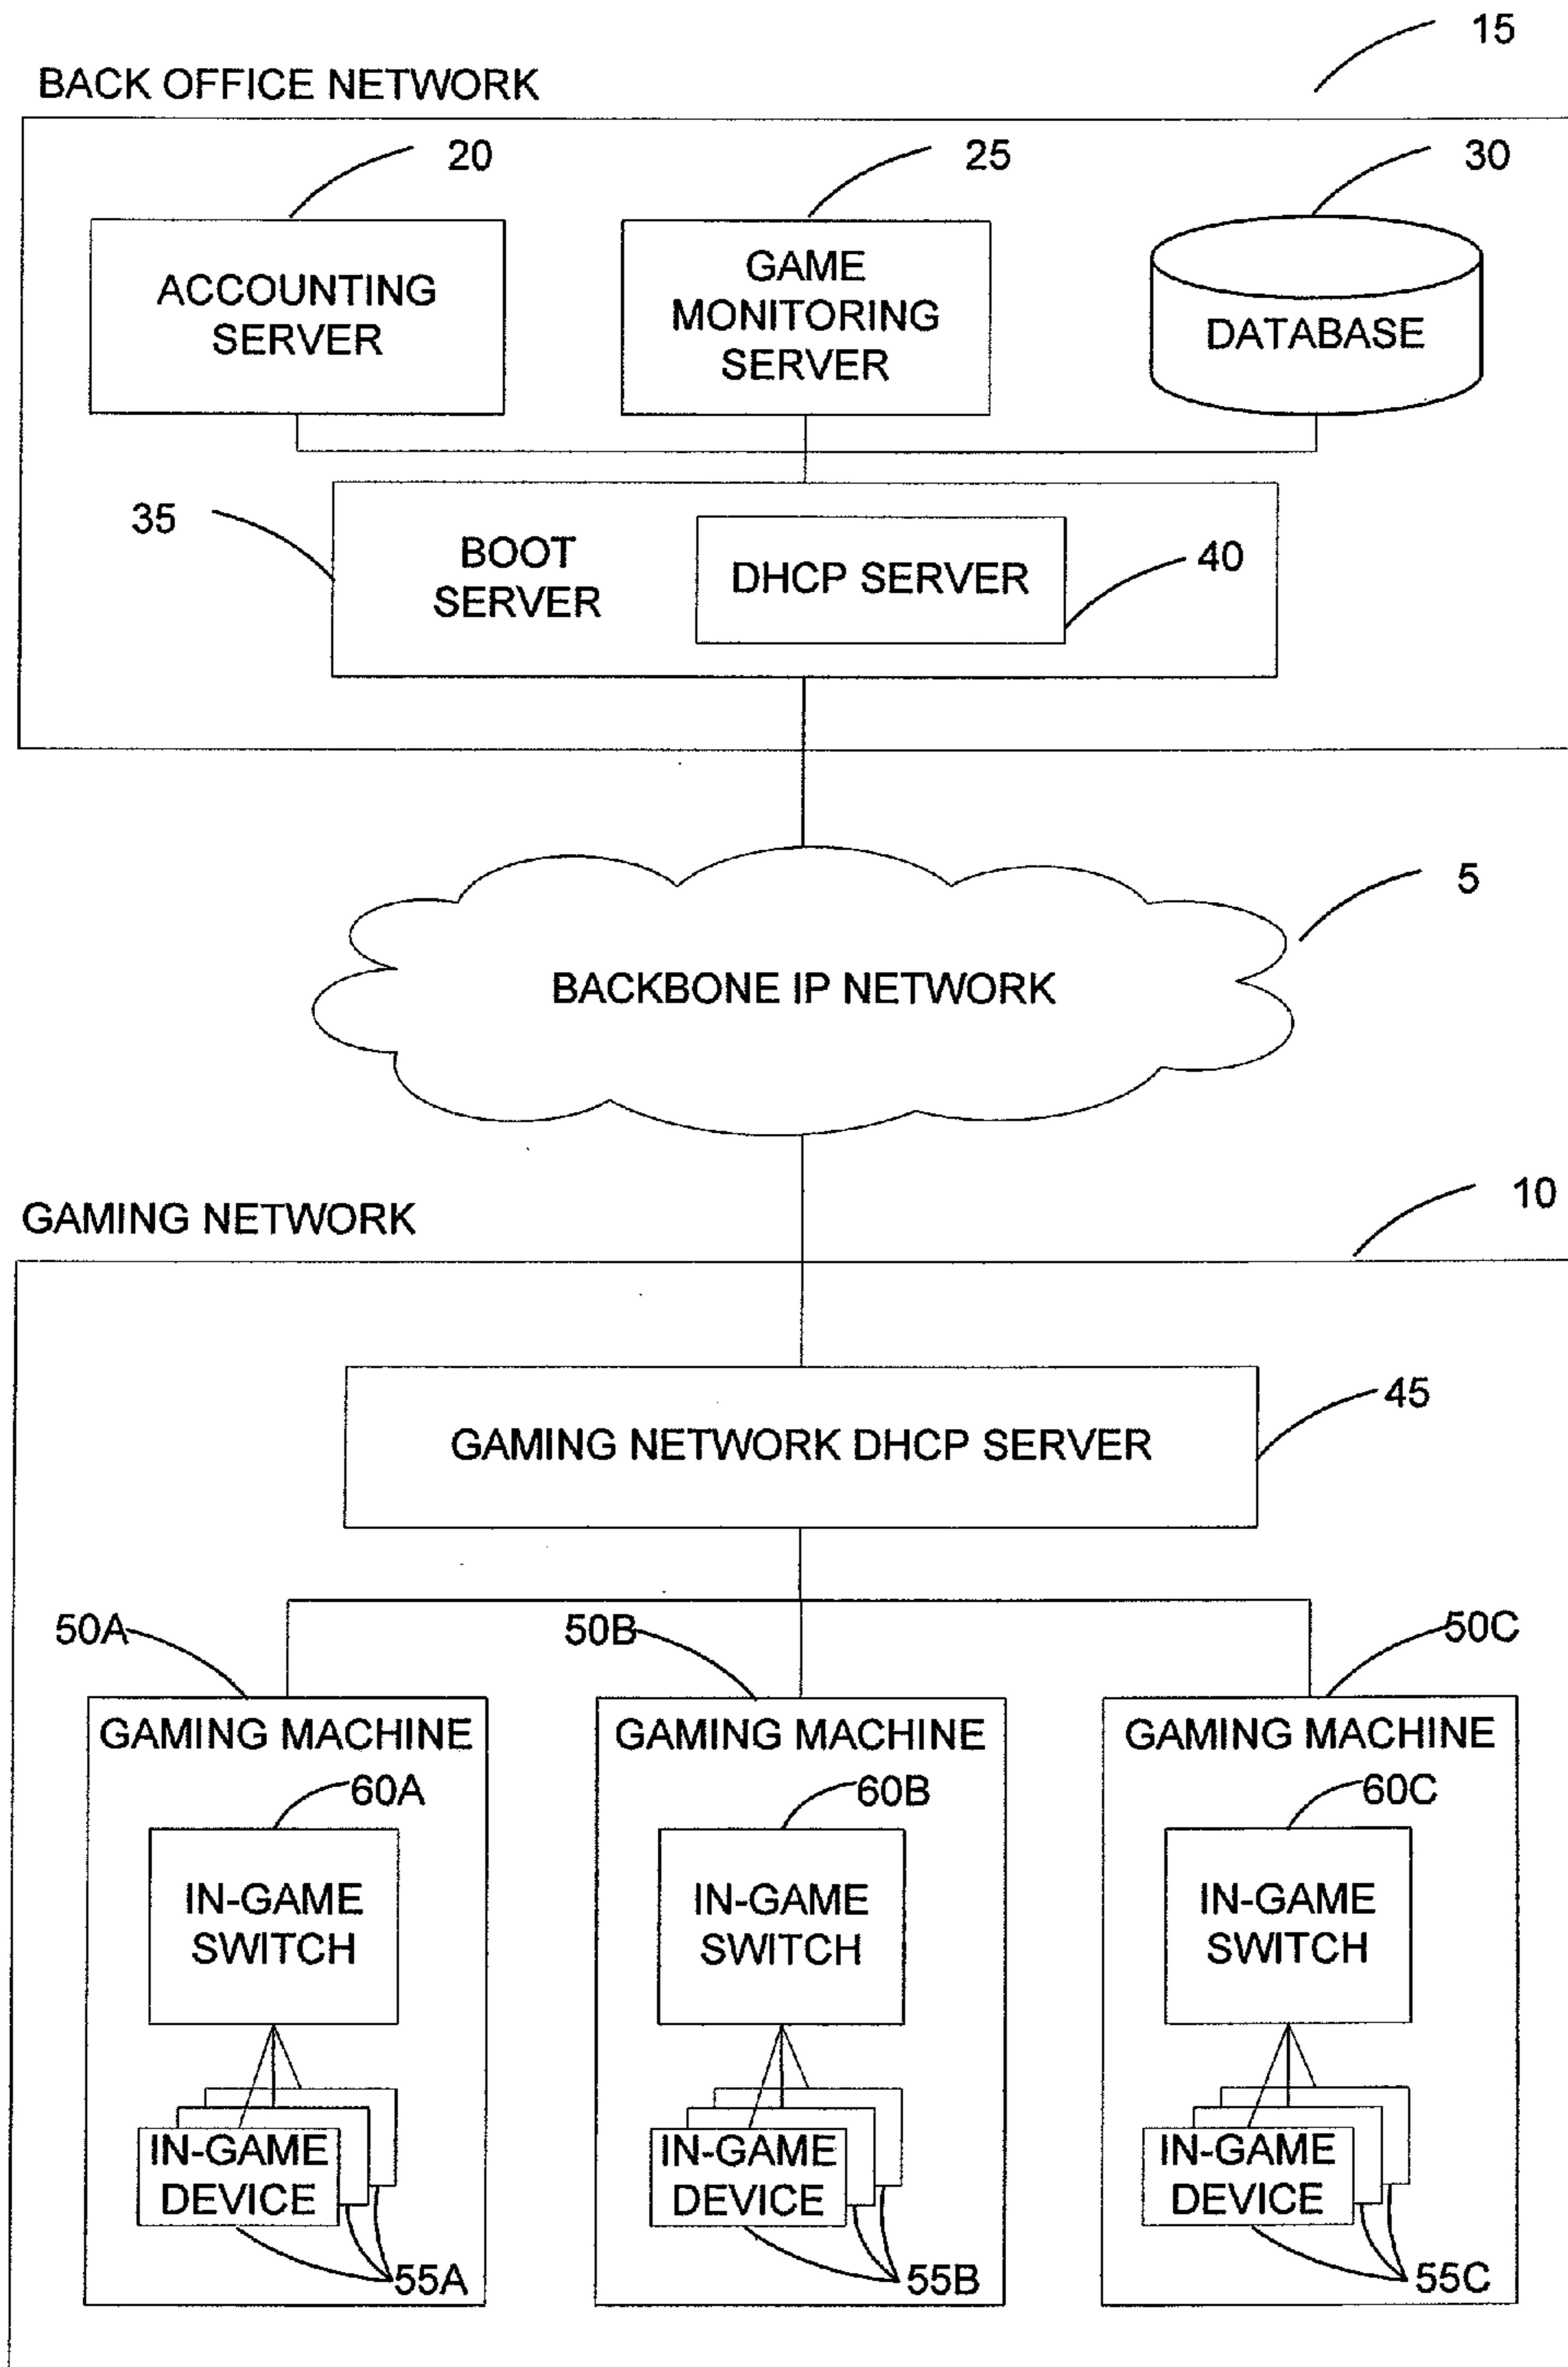 15
BACK OFFICE NETWORK
20
25
30
ACCOUNTING
SERVER
GAME
MONITORING
SERVER
DATABASE
35
BOOT
SERVER
DHCP SERVER
40
5
BACKBONE IP NETWORK
10
GAMING NETWORK
45
GAMING NETWORK DHCP SERVER
50A
50B
50C
GAMING MACHINE
60A
IN-GAME
SWITCH
IN-GAME
DEVICE
55A
GAMING MACHINE
60B
IN-GAME
SWITCH
IN-GAME
DEVICE
55B
GAMING MACHINE
60C
IN-GAME
SWITCH
IN-GAME
DEVICE
55C